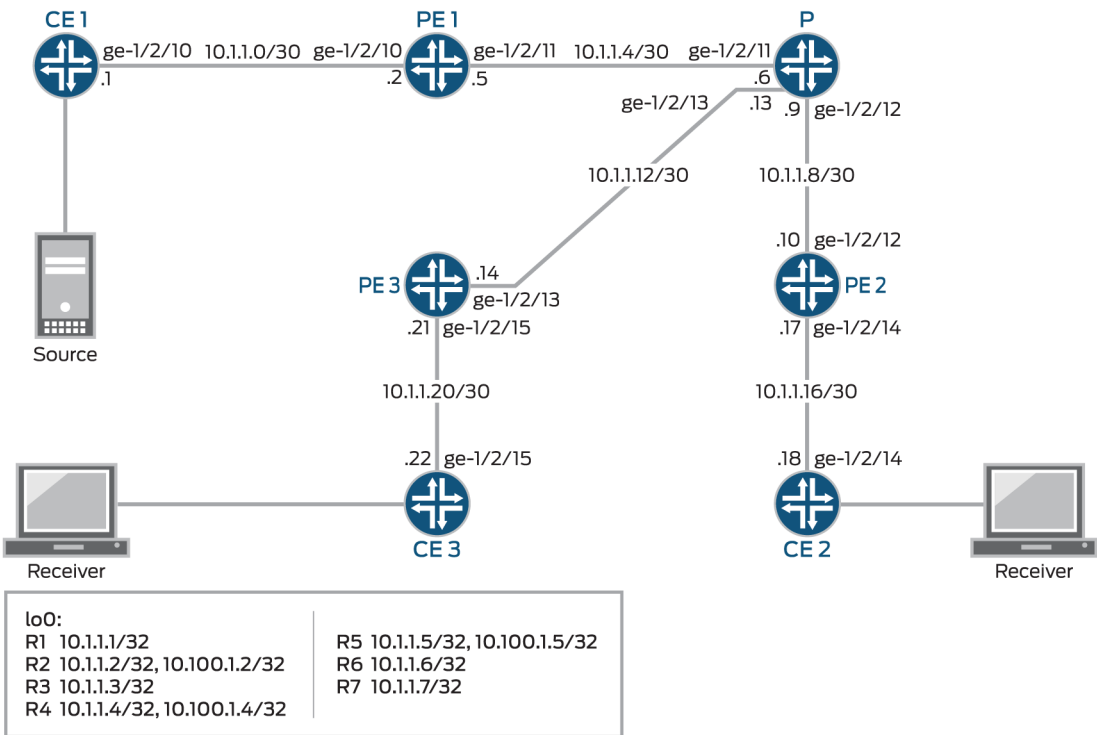 CE 1
PE 1
P
ge-1/2/10 10.1.1.0/30 ge-1/2/10
ge-1/2/11 10.1.1.4/30 ge-1/2/11
.1
.2
.5
.6
ge-1/2/13
.13
.9 ge-1/2/12
10.1.1.12/30
10.1.1.8/30
.10 ge-1/2/12
PE 3
.14
ge-1/2/13
PE 2
.21 ge-1/2/15
.17 ge-1/2/14
Source
10.1.1.20/30
10.1.1.16/30
.22 ge-1/2/15
.18 ge-1/2/14
CE 3
CE 2
Receiver
Receiver
lo0:
R1 10.1.1.1/32
R2 10.1.1.2/32, 10.100.1.2/32
R3 10.1.1.3/32
R4 10.1.1.4/32, 10.100.1.4/32
R5 10.1.1.5/32, 10.100.1.5/32
R6 10.1.1.6/32
R7 10.1.1.7/32